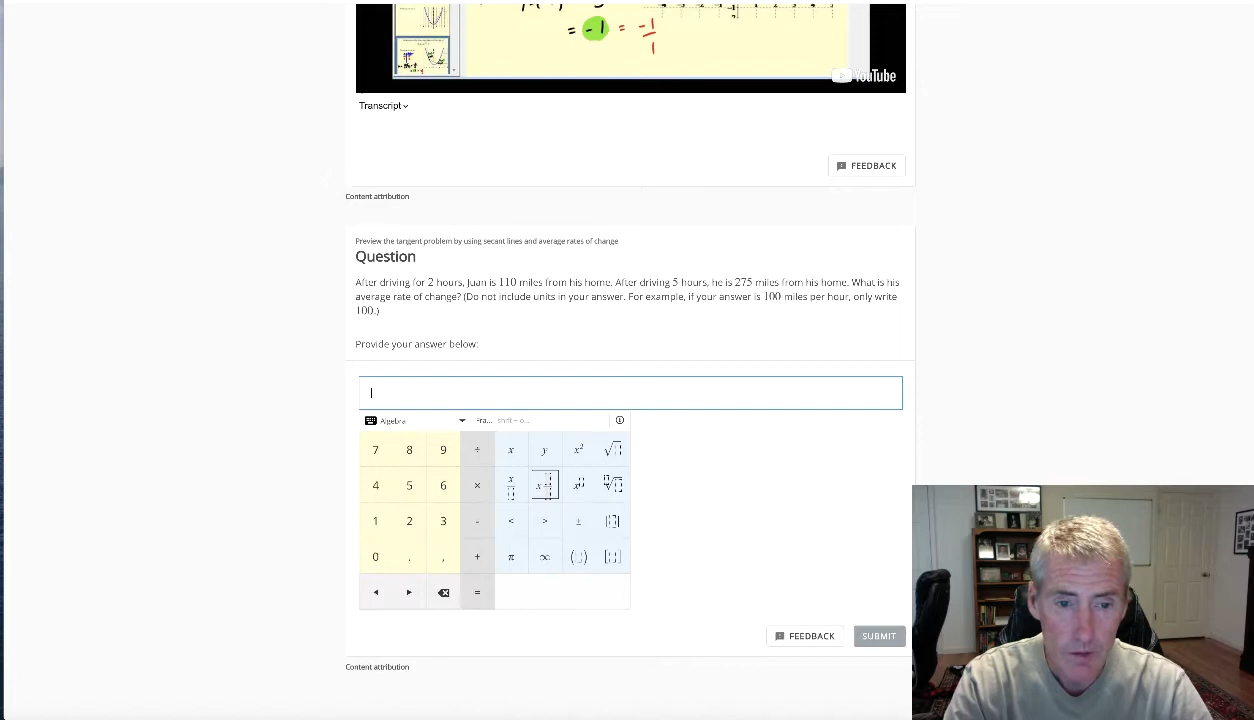 = -1 = -1/1
YouTube
Transcript
FEEDBACK
Content attribution
Preview the tangent problem by using secant lines and average rates of change
Question
After driving for 2 hours, Juan is 110 miles from his home. After driving 5 hours, he is 275 miles from his home. What is his
average rate of change? (Do not include units in your answer. For example, if your answer is 100 miles per hour, only write
100.)
Provide your answer below:
Algebra Fra... shift + o...
7 8 9 ÷ x y x² √
4 5 6 ×
1 2 3 - < > ± | |
0 . , + π ∞ ( ) [ ]
=
FEEDBACK SUBMIT
Content attribution